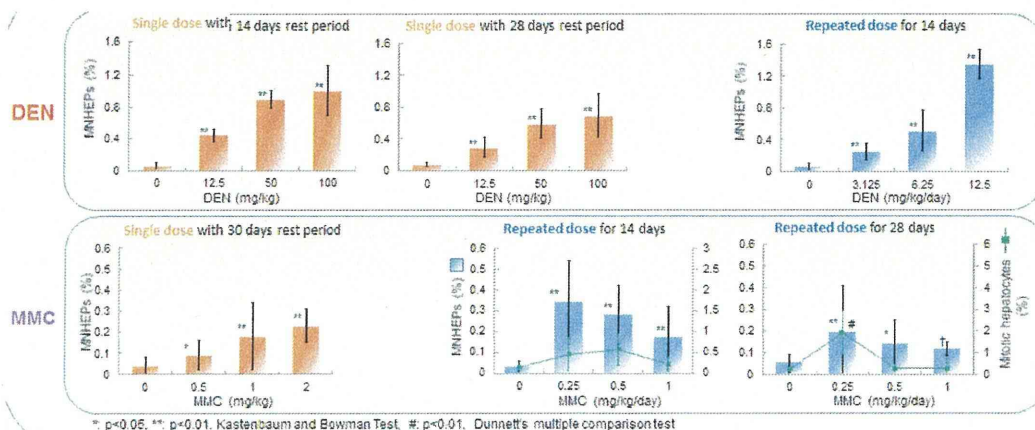 Single dose with 14 days rest period
Single dose with 28 days rest period
Repeated dose for 14 days
DEN
MNHEPs (%)
1.6
1.2
0.8
0.4
0
**
**
**
0 12.5 50 100
DEN (mg/kg)
1.6
1.2
0.8
0.4
0
**
**
**
0 12.5 50 100
DEN (mg/kg)
MNHEPs (%)
1.6
1.2
0.8
0.4
0
**
**
**
0 3.125 6.25 12.5
DEN (mg/kg/day)
Single dose with 30 days rest period
Repeated dose for 14 days
Repeated dose for 28 days
MMC
MNHEPs (%)
0.6
0.5
0.4
0.3
0.2
0.1
0
*
**
**
0 0.5 1 2
MMC (mg/kg)
MNHEPs (%)
0.6
0.5
0.4
0.3
0.2
0.1
0
**
**
**
3
2.5
2
1.5
1
0.5
0
0 0.25 0.5 1
MMC (mg/kg/day)
0.6
0.5
0.4
0.3
0.2
0.1
0
**
#
*
†
6
5
4
3
2
1
0
Mitotic hepatocytes (%)
0 0.25 0.5 1
MMC (mg/kg/day)
*: p<0.05, **: p<0.01, Kastenbaum and Bowman Test, #: p<0.01, Dunnett's multiple comparison test